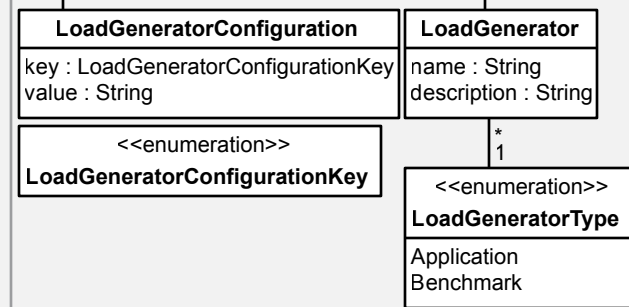 LoadGeneratorConfiguration
key : LoadGeneratorConfigurationKey
value : String
LoadGenerator
name : String
description : String
<<enumeration>>
LoadGeneratorConfigurationKey
*
1
<<enumeration>>
LoadGeneratorType
Application
Benchmark